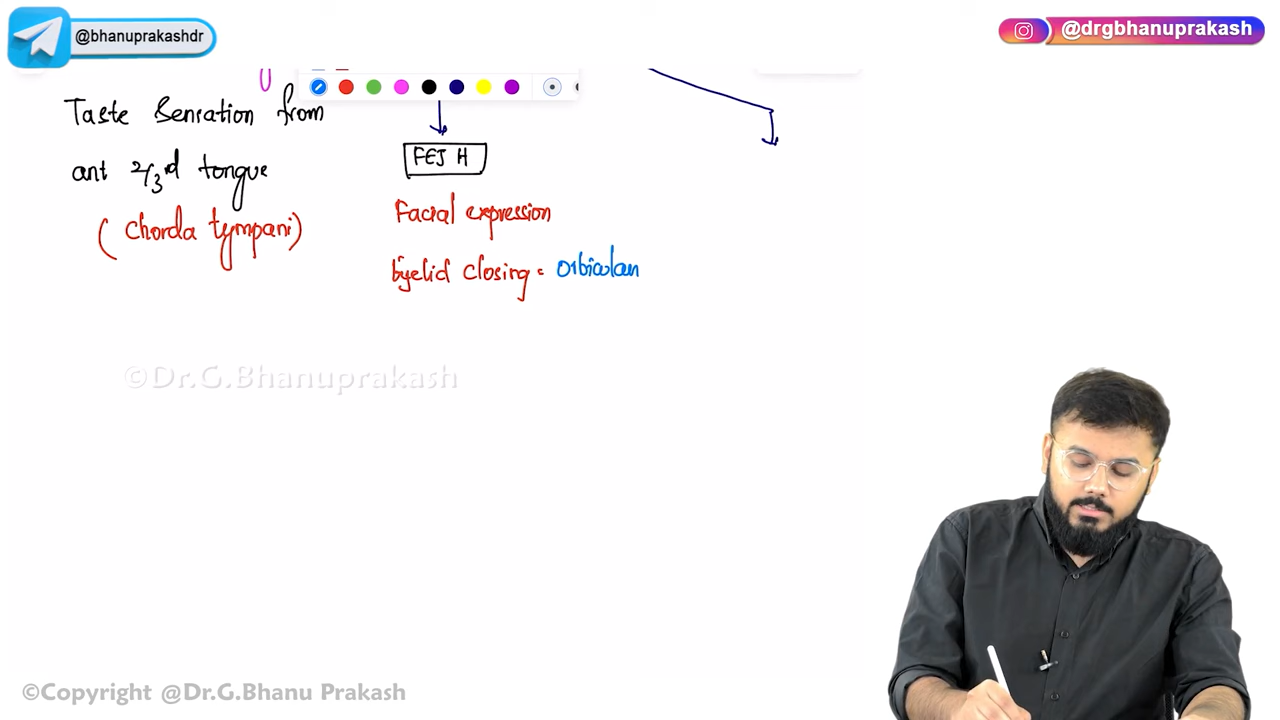 @bhanuprakashdr
@drgbhanuprakash
Taste Sensation from
ant 2/3rd tongue
(Chorda tympani)
FEJ H
Facial expression
Eyelid closing = Orbicularr
©Dr.G.Bhanuprakash
©Copyright @Dr.G.Bhanu Prakash